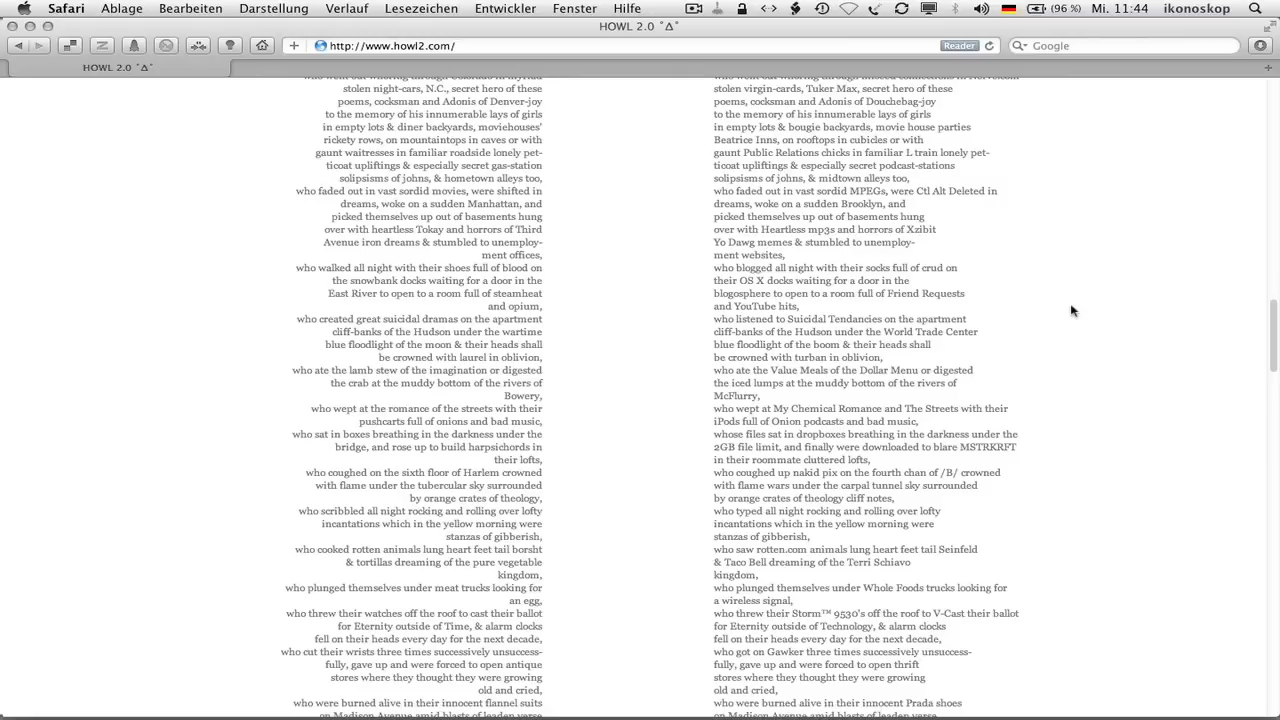 Safari Ablage Bearbeiten Darstellung Verlauf Lesezeichen Entwickler Fenster Hilfe (96 %) Mi. 11:44 ikonoskop
HOWL 2.0 ˚∆˚
http://www.howl2.com/ Reader Google
HOWL 2.0 ˚∆˚
stolen night-cars, N.C., secret hero of these
poems, cocksman and Adonis of Denver-joy
to the memory of his innumerable lays of girls
in empty lots & diner backyards, moviehouses'
rickety rows, on mountaintops in caves or with
gaunt waitresses in familiar roadside lonely pet-
ticoat upliftings & especially secret gas-station
solipsisms of johns, & hometown alleys too,
who faded out in vast sordid movies, were shifted in
dreams, woke on a sudden Manhattan, and
picked themselves up out of basements hung
over with heartless Tokay and horrors of Third
Avenue iron dreams & stumbled to unemploy-
ment offices,
who walked all night with their shoes full of blood on
the snowbank docks waiting for a door in the
East River to open to a room full of steamheat
and opium,
who created great suicidal dramas on the apartment
cliff-banks of the Hudson under the wartime
blue floodlight of the moon & their heads shall
be crowned with laurel in oblivion,
who ate the lamb stew of the imagination or digested
the crab at the muddy bottom of the rivers of
Bowery,
who wept at the romance of the streets with their
pushcarts full of onions and bad music,
who sat in boxes breathing in the darkness under the
bridge, and rose up to build harpsichords in
their lofts,
who coughed on the sixth floor of Harlem crowned
with flame under the tubercular sky surrounded
by orange crates of theology,
who scribbled all night rocking and rolling over lofty
incantations which in the yellow morning were
stanzas of gibberish,
who cooked rotten animals lung heart feet tail borsht
& tortillas dreaming of the pure vegetable
kingdom,
who plunged themselves under meat trucks looking for
an egg,
who threw their watches off the roof to cast their ballot
for Eternity outside of Time, & alarm clocks
fell on their heads every day for the next decade,
who cut their wrists three times successively unsuccess-
fully, gave up and were forced to open antique
stores where they thought they were growing
old and cried,
who were burned alive in their innocent flannel suits
on Madison Avenue amid blasts of leaden verse
stolen virgin-cards, Tuker Max, secret hero of these
poems, cocksman and Adonis of Douchebag-joy
to the memory of his innumerable lays of girls
in empty lots & bougie backyards, movie house parties
Beatrice Inns, on rooftops in cubicles or with
gaunt Public Relations chicks in familiar L train lonely pet-
ticoat upliftings & especially secret podcast-stations
solipsisms of johns, & midtown alleys too,
who faded out in vast sordid MPEGs, were Ctl Alt Deleted in
dreams, woke on a sudden Brooklyn, and
picked themselves up out of basements hung
over with Heartless mp3s and horrors of Xzibit
Yo Dawg memes & stumbled to unemploy-
ment websites,
who blogged all night with their socks full of crud on
their OS X docks waiting for a door in the
blogosphere to open to a room full of Friend Requests
and YouTube hits,
who listened to Suicidal Tendancies on the apartment
cliff-banks of the Hudson under the World Trade Center
blue floodlight of the boom & their heads shall
be crowned with turban in oblivion,
who ate the Value Meals of the Dollar Menu or digested
the iced lumps at the muddy bottom of the rivers of
McFlurry,
who wept at My Chemical Romance and The Streets with their
iPods full of Onion podcasts and bad music,
whose files sat in dropboxes breathing in the darkness under the
2GB file limit, and finally were downloaded to blare MSTRKRFT
in their roommate cluttered lofts,
who coughed up nakid pix on the fourth chan of /B/ crowned
with flame wars under the carpal tunnel sky surrounded
by orange crates of theology cliff notes,
who typed all night rocking and rolling over lofty
incantations which in the yellow morning were
stanzas of gibberish,
who saw rotten.com animals lung heart feet tail Seinfeld
& Taco Bell dreaming of the Terri Schiavo
kingdom,
who plunged themselves under Whole Foods trucks looking for
a wireless signal,
who threw their Storm™ 9530's off the roof to V-Cast their ballot
for Eternity outside of Technology, & alarm clocks
fell on their heads every day for the next decade,
who got on Gawker three times successively unsuccess-
fully, gave up and were forced to open thrift
stores where they thought they were growing
old and cried,
who were burned alive in their innocent Prada shoes
on Madison Avenue amid blasts of leaden verse